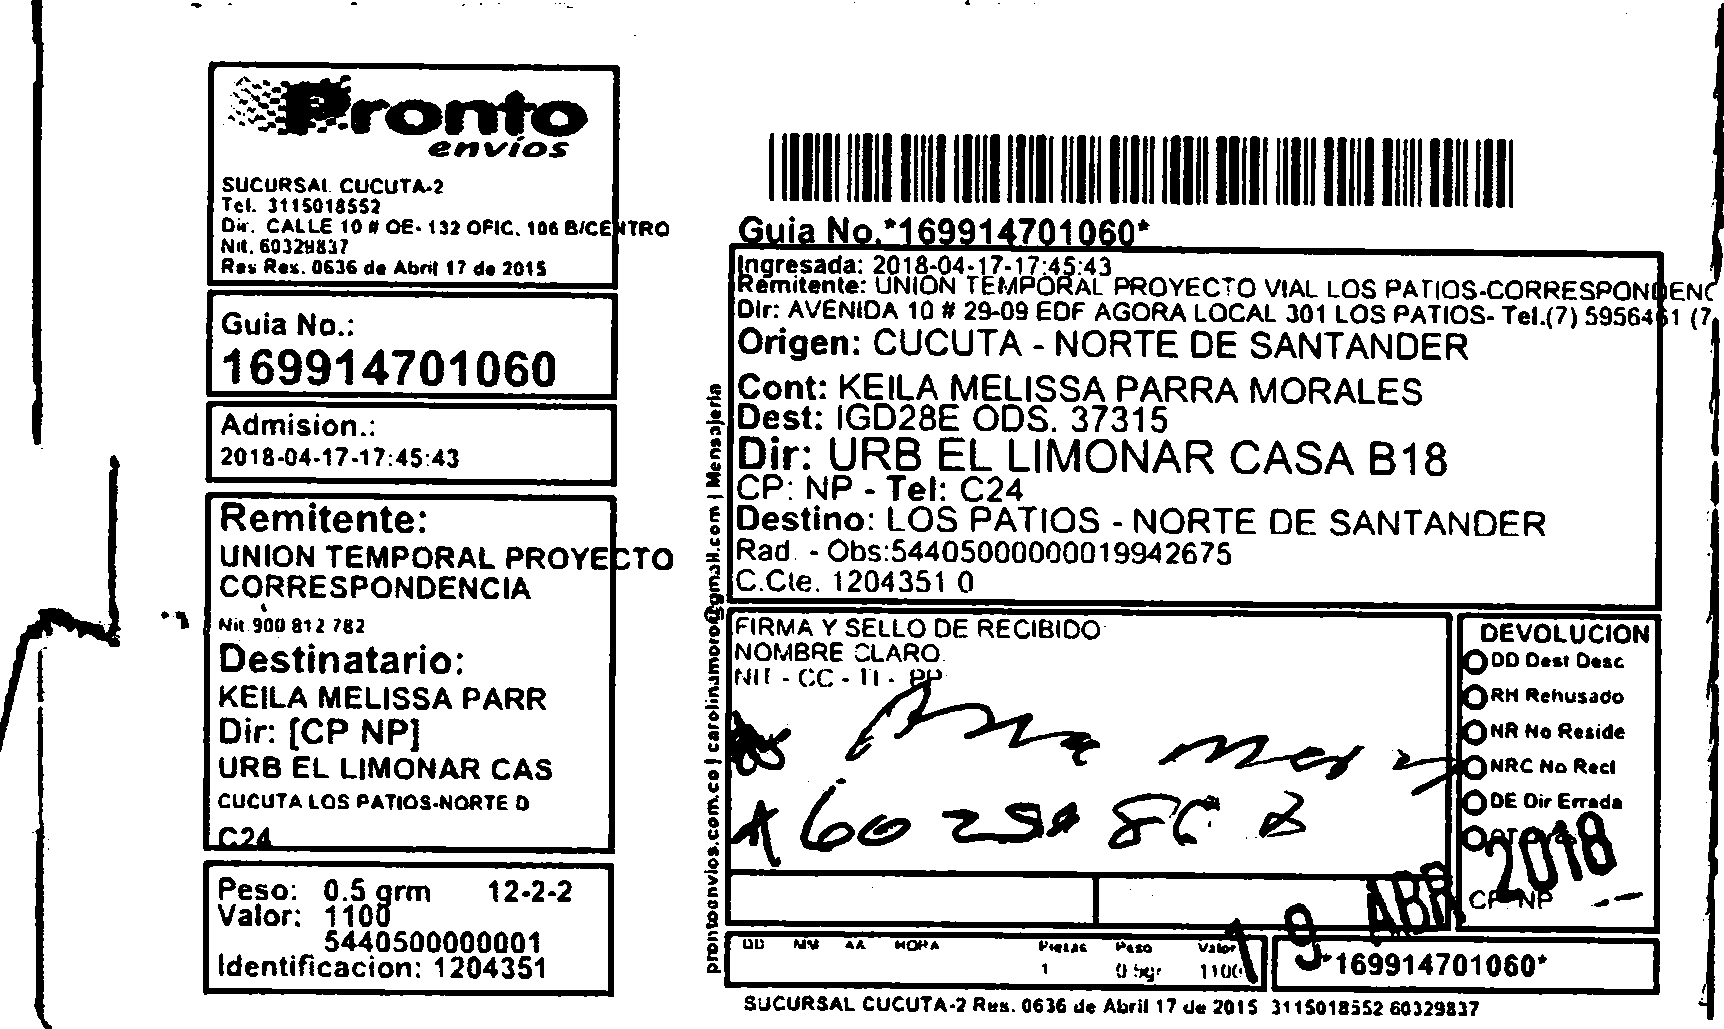 Pronto
envíos
SUCURSAL CUCUTA-2
Tel. 3115018552
Dir. CALLE 10 # OE- 132 OFIC. 106 B/CENTRO
Nit. 60329837
Res Res. 0636 de Abril 17 de 2015
Guia No.:
169914701060
Admision.:
2018-04-17-17:45:43
Remitente:
UNION TEMPORAL PROYECTO
CORRESPONDENCIA
Nit 900 812 782
Destinatario:
KEILA MELISSA PARR
Dir: [CP NP]
URB EL LIMONAR CAS
CUCUTA LOS PATIOS-NORTE D
C24
Peso: 0.5 grm 12-2-2
Valor: 1100
5440500000001
Identificacion: 1204351
prontoenvios.com.co | carolinamoro@gmail.com | Mensajeria
Guia No.*169914701060*
Ingresada: 2018-04-17-17:45:43
Remitente: UNION TEMPORAL PROYECTO VIAL LOS PATIOS-CORRESPONDENC
Dir: AVENIDA 10 # 29-09 EDF AGORA LOCAL 301 LOS PATIOS- Tel.(7) 5956461 (7
Origen: CUCUTA - NORTE DE SANTANDER
Cont: KEILA MELISSA PARRA MORALES
Dest: IGD28E ODS. 37315
Dir: URB EL LIMONAR CASA B18
CP: NP - Tel: C24
Destino: LOS PATIOS - NORTE DE SANTANDER
Rad. - Obs:54405000000019942675
C.Cte. 1204351 0
FIRMA Y SELLO DE RECIBIDO
NOMBRE CLARO
NIT - CC - TI - PP
DEVOLUCION
DD Dest Desc
RH Rehusado
NR No Reside
NRC No Recl
DE Dir Errada
CP NP
19 ABR 2018
DD MM AA HORA Piezas Peso Valor
1 0.5gr 1100
*169914701060*
SUCURSAL CUCUTA-2 Res. 0636 de Abril 17 de 2015 3115018552 60329837